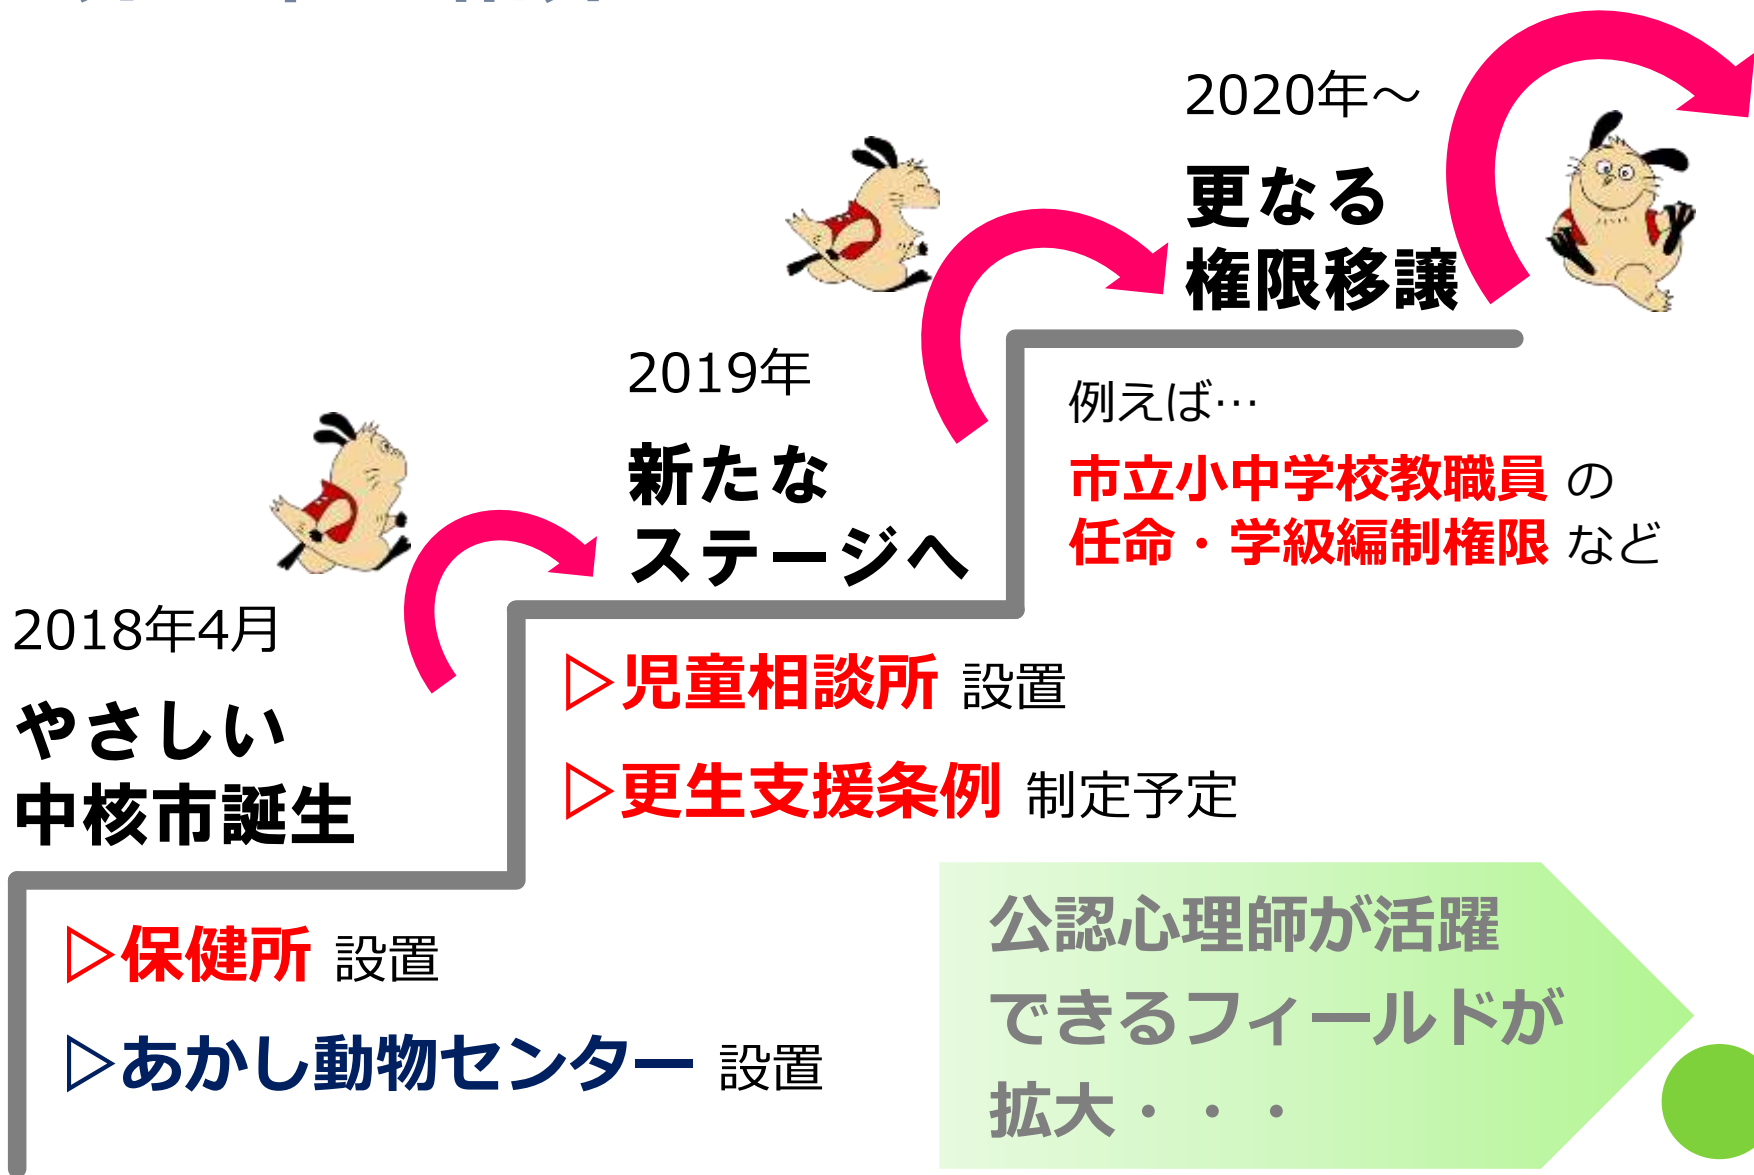 2018年4月
やさしい
中核市誕生
▷保健所 設置
▷あかし動物センター 設置
2019年
新たな
ステージへ
▷児童相談所 設置
▷更生支援条例 制定予定
2020年～
更なる
権限移譲
例えば…
市立小中学校教職員 の
任命・学級編制権限 など
公認心理師が活躍
できるフィールドが
拡大・・・